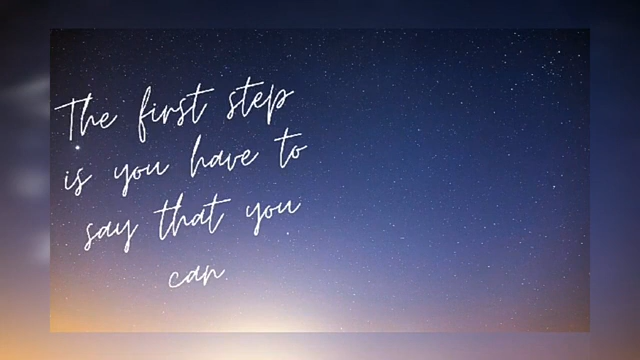 The first step
is you have to
say that you
can